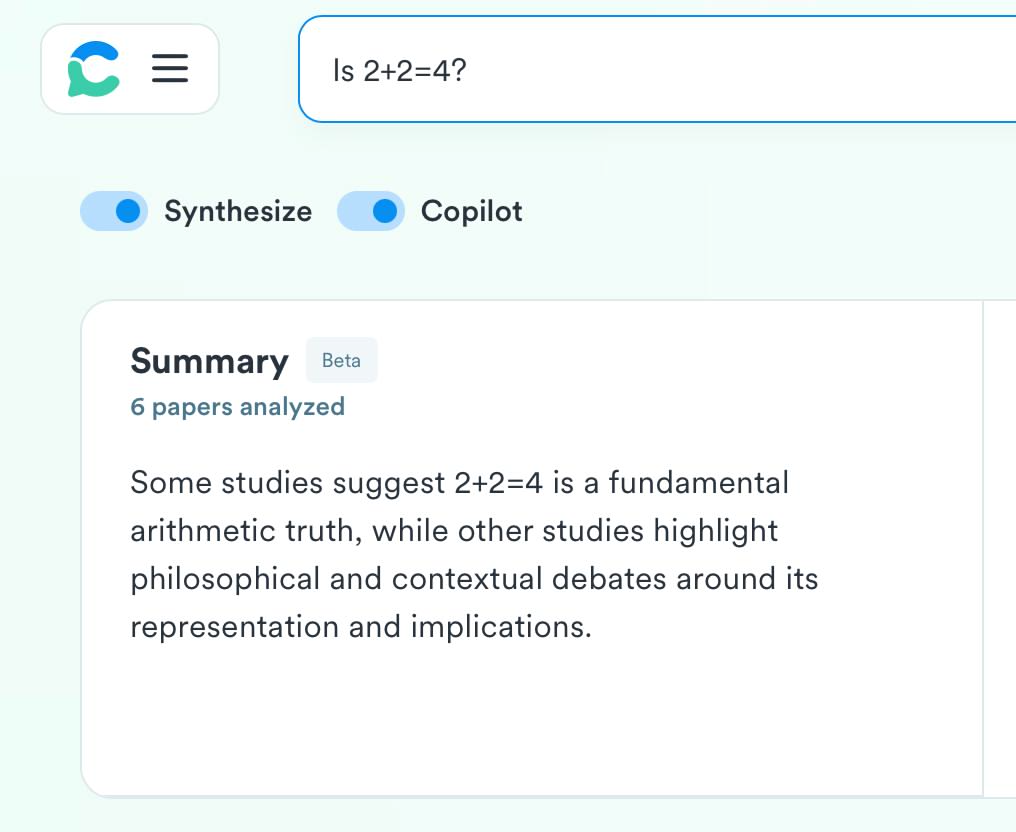 Is 2+2=4?
Synthesize Copilot
Summary Beta
6 papers analyzed
Some studies suggest 2+2=4 is a fundamental
arithmetic truth, while other studies highlight
philosophical and contextual debates around its
representation and implications.